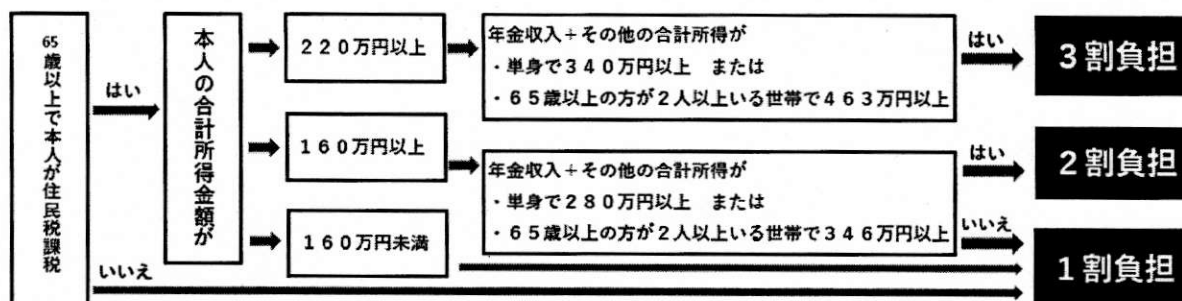 65歳以上で本人が住民税課税
はい
いいえ
本人の合計所得金額が
220万円以上
160万円以上
160万円未満
年金収入+その他の合計所得が
・単身で340万円以上 または
・65歳以上の方が2人以上いる世帯で463万円以上
はい
3割負担
年金収入+その他の合計所得が
・単身で280万円以上 または
・65歳以上の方が2人以上いる世帯で346万円以上
はい
いいえ
2割負担
1割負担